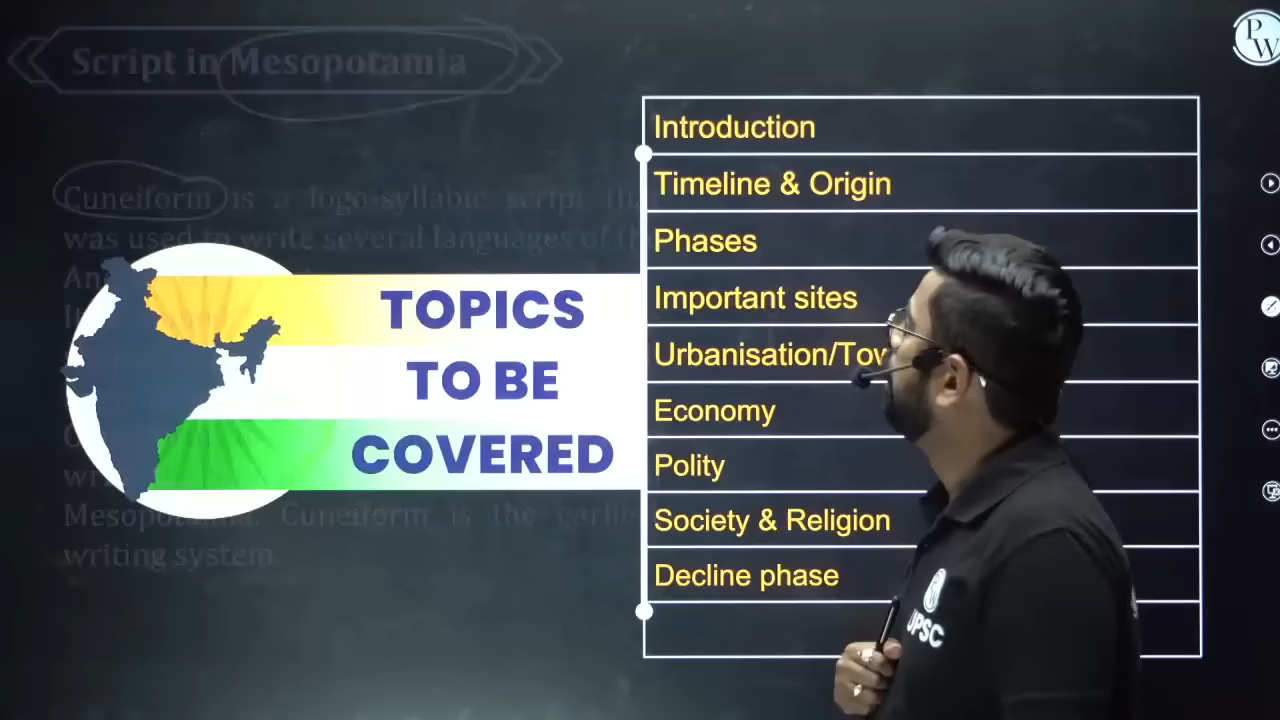 Script in Mesopotamia
PW
Cuneiform is a logo-syllabic script
was used to write several languages of
Introduction
Timeline & Origin
Phases
Important sites
Urbanisation/
Economy
Polity
Society & Religion
Decline phase
TOPICS
TO BE
COVERED
Mesopotamia. Cuneiform is the
writing system
UPSC